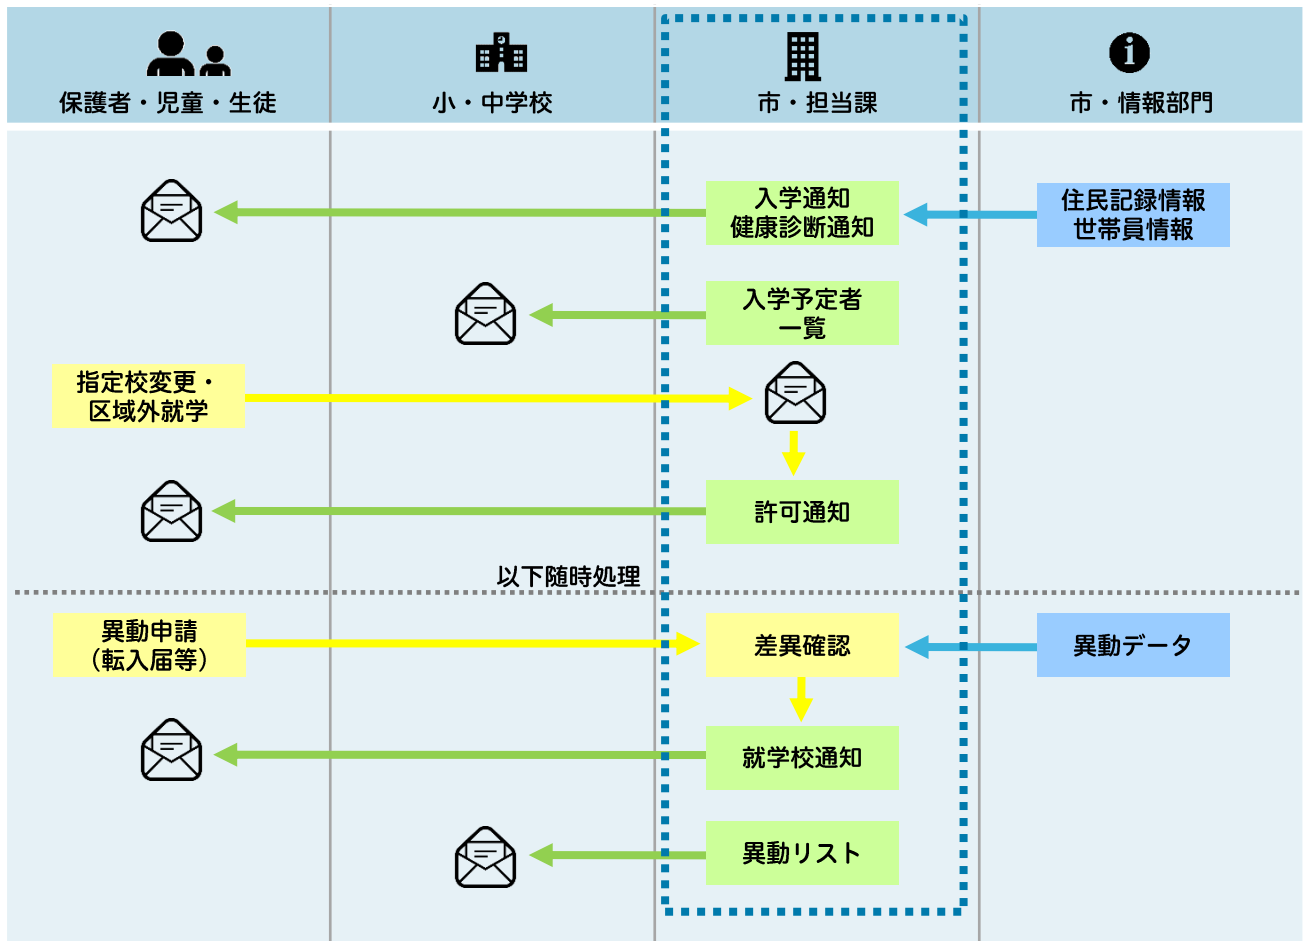 保護者・児童・生徒
小・中学校
市・担当課
市・情報部門
入学通知
健康診断通知
住民記録情報
世帯員情報
入学予定者
一覧
指定校変更・
区域外就学
許可通知
以下随時処理
異動申請
（転入届等）
差異確認
異動データ
就学校通知
異動リスト